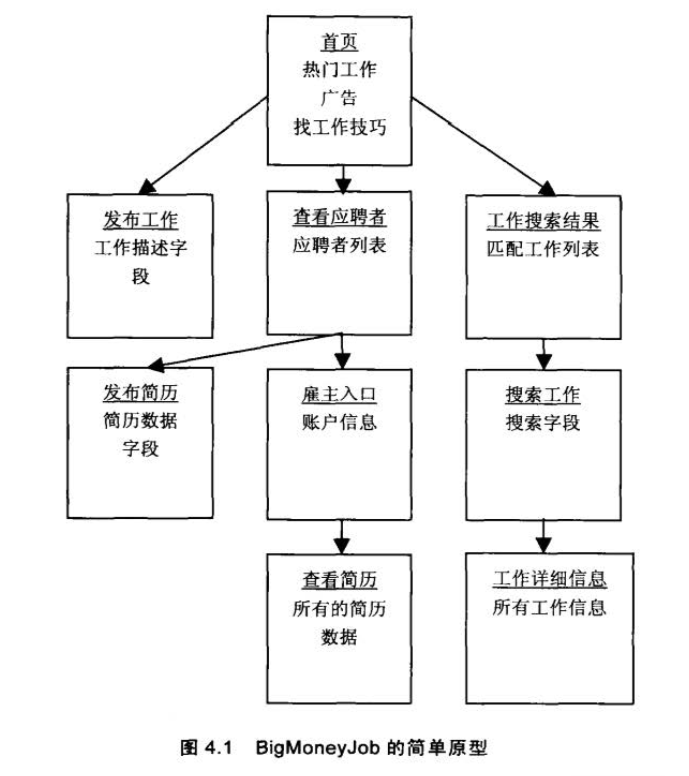 首页
热门工作
广告
找工作技巧
发布工作
工作描述字
段
查看应聘者
应聘者列表
工作搜索结果
匹配工作列表
发布简历
简历数据
字段
雇主入口
账户信息
搜索工作
搜索字段
查看简历
所有的简历
数据
工作详细信息
所有工作信息
图 4.1 BigMoneyJob 的简单原型